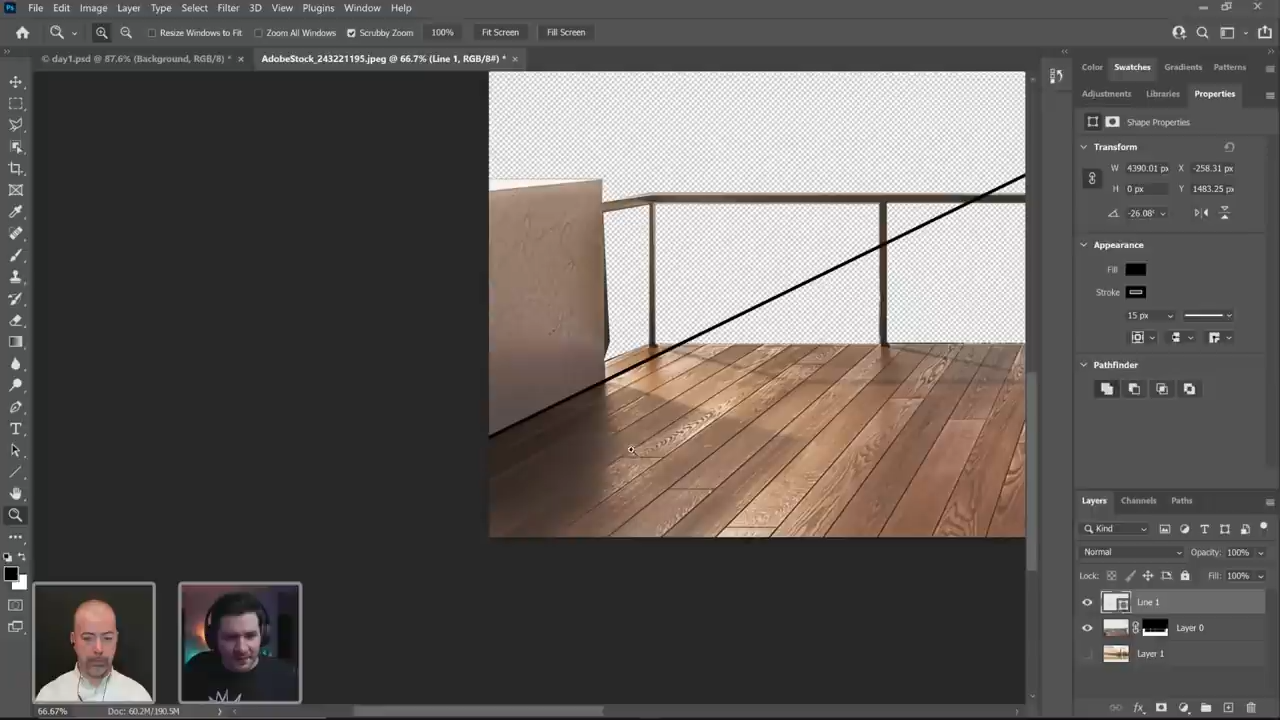 Ps File Edit Image Layer Type Select Filter 3D View Plugins Window Help
Resize Windows to Fit Zoom All Windows Scrubby Zoom 100% Fit Screen Fill Screen
© day1.psd @ 87.6% (Background, RGB/8) * × AdobeStock_243221195.jpeg @ 66.7% (Line 1, RGB/8#) * ×
Color Swatches Gradients Patterns
Adjustments Libraries Properties
Shape Properties
Transform
W 4390.01 px X -258.31 px
H 0 px Y 1483.25 px
-26.08°
Appearance
Fill
Stroke
15 px
Pathfinder
Layers Channels Paths
Kind
Normal Opacity: 100%
Lock: Fill: 100%
Line 1
Layer 0
Layer 1
66.67% Doc: 60.2M/190.5M